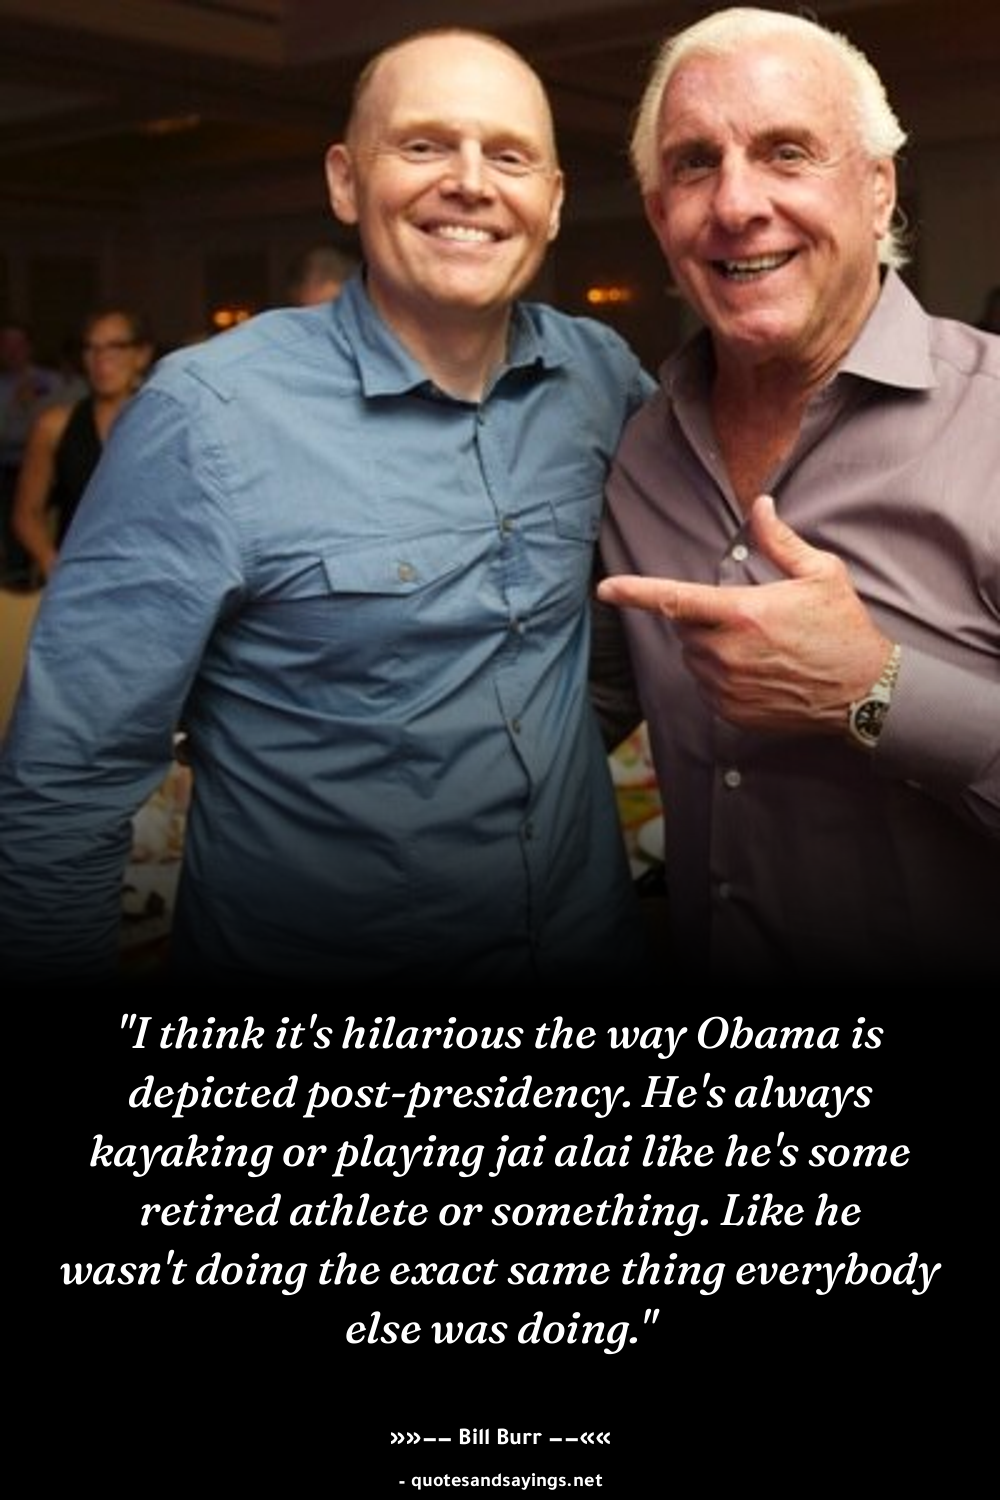 "I think it's hilarious the way Obama is
depicted post-presidency. He's always
kayaking or playing jai alai like he's some
retired athlete or something. Like he
wasn't doing the exact same thing everybody
else was doing."
»»–– Bill Burr ––««
- quotesandsayings.net